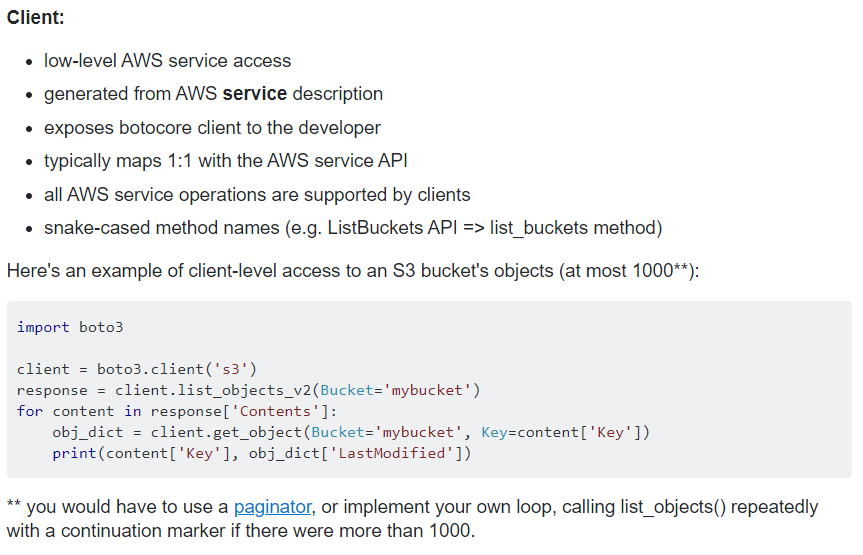 Client:
• low-level AWS service access
• generated from AWS service description
• exposes botocore client to the developer
• typically maps 1:1 with the AWS service API
• all AWS service operations are supported by clients
• snake-cased method names (e.g. ListBuckets API => list_buckets method)
Here's an example of client-level access to an S3 bucket's objects (at most 1000**):
import boto3

client = boto3.client('s3')
response = client.list_objects_v2(Bucket='mybucket')
for content in response['Contents']:
    obj_dict = client.get_object(Bucket='mybucket', Key=content['Key'])
    print(content['Key'], obj_dict['LastModified'])
** you would have to use a paginator, or implement your own loop, calling list_objects() repeatedly
with a continuation marker if there were more than 1000.